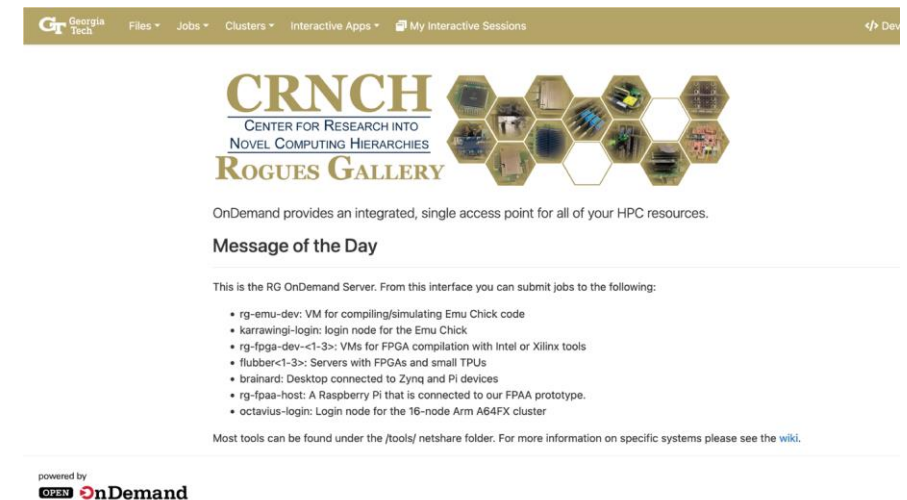 GT Georgia Tech Files Jobs Clusters Interactive Apps My Interactive Sessions </> Dev
CRNCH
CENTER FOR RESEARCH INTO
NOVEL COMPUTING HIERARCHIES
ROGUES GALLERY
OnDemand provides an integrated, single access point for all of your HPC resources.
Message of the Day
This is the RG OnDemand Server. From this interface you can submit jobs to the following:
• rg-emu-dev: VM for compiling/simulating Emu Chick code
• karrawingi-login: login node for the Emu Chick
• rg-fpga-dev-<1-3>: VMs for FPGA compilation with Intel or Xilinx tools
• flubber<1-3>: Servers with FPGAs and small TPUs
• brainard: Desktop connected to Zynq and Pi devices
• rg-fpaa-host: A Raspberry Pi that is connected to our FPAA prototype.
• octavius-login: Login node for the 16-node Arm A64FX cluster
Most tools can be found under the /tools/ netshare folder. For more information on specific systems please see the wiki.
powered by
OPEN OnDemand